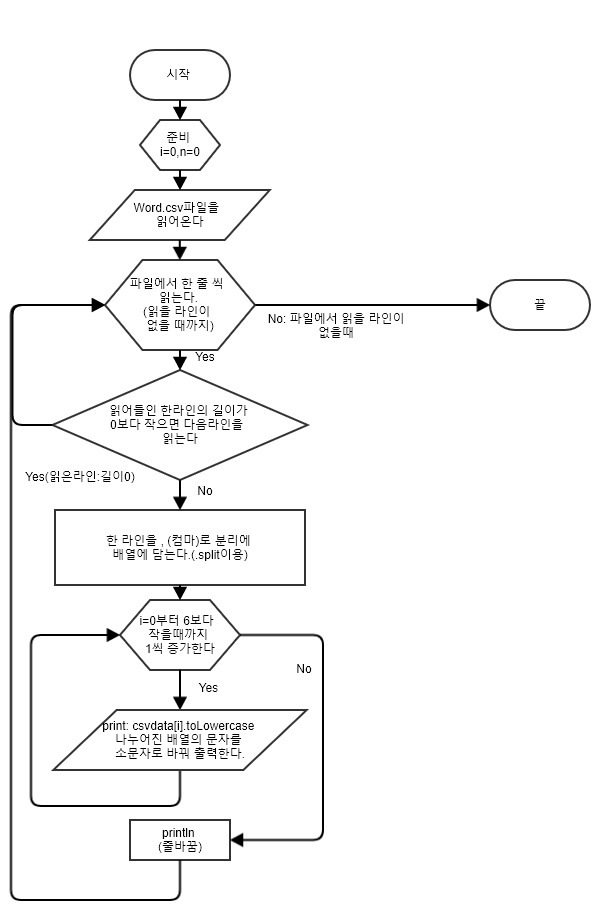 시작
준비
i=0,n=0
Word.csv파일을
읽어온다
파일에서 한 줄 씩
읽는다.
(읽을 라인이
없을 때까지)
끝
No: 파일에서 읽을 라인이
없을때
Yes
읽어들인 한라인의 길이가
0보다 작으면 다음라인을
읽는다
Yes(읽은라인:길이0)
No
한 라인을 , (컴마)로 분리에
배열에 담는다.(.split이용)
i=0부터 6보다
작을때까지
1씩 증가한다
No
Yes
print: csvdata[i].toLowercase
나누어진 배열의 문자를
소문자로 바꿔 출력한다.
println
(줄바꿈)